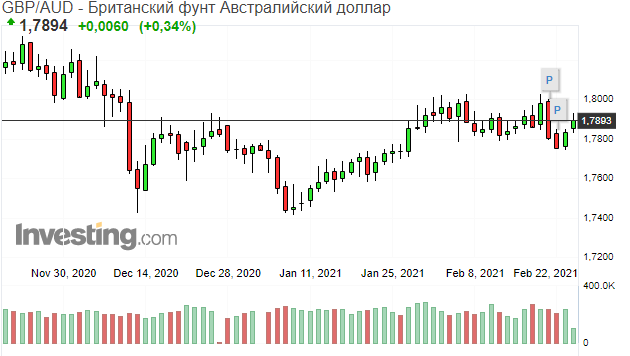 GBP/AUD - Британский фунт Австралийский доллар
1,7894 +0,0060 (+0,34%)
P
P
1,8000
1,7893
1,7800
1,7600
1,7400
Investing.com
1,7200
Nov 30, 2020 Dec 14, 2020 Dec 28, 2020 Jan 11, 2021 Jan 25, 2021 Feb 8, 2021 Feb 22, 2021
400.0K
0